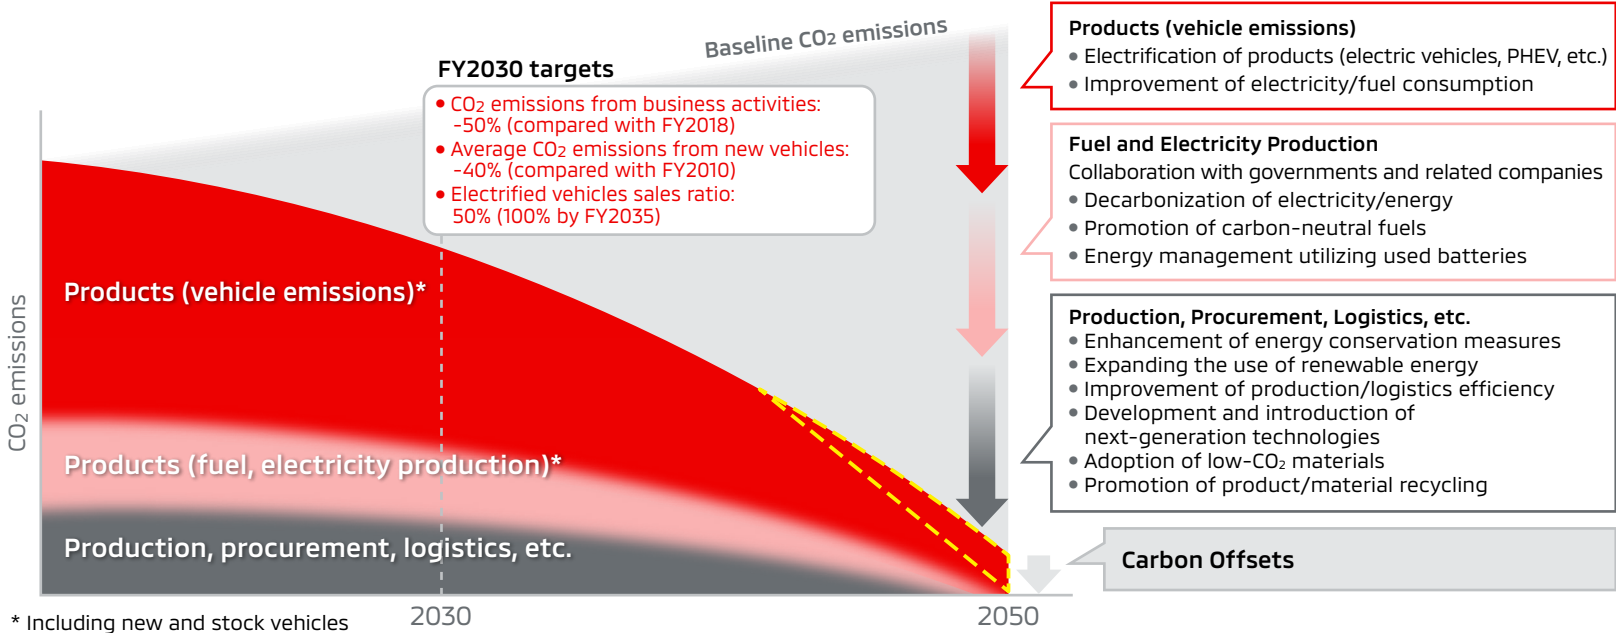 Baseline CO2 emissions
FY2030 targets
• CO2 emissions from business activities:
-50% (compared with FY2018)
• Average CO2 emissions from new vehicles:
-40% (compared with FY2010)
• Electrified vehicles sales ratio:
50% (100% by FY2035)
CO2 emissions
Products (vehicle emissions)*
Products (fuel, electricity production)*
Production, procurement, logistics, etc.
2030
2050
* Including new and stock vehicles
Products (vehicle emissions)
• Electrification of products (electric vehicles, PHEV, etc.)
• Improvement of electricity/fuel consumption
Fuel and Electricity Production
Collaboration with governments and related companies
• Decarbonization of electricity/energy
• Promotion of carbon-neutral fuels
• Energy management utilizing used batteries
Production, Procurement, Logistics, etc.
• Enhancement of energy conservation measures
• Expanding the use of renewable energy
• Improvement of production/logistics efficiency
• Development and introduction of
next-generation technologies
• Adoption of low-CO2 materials
• Promotion of product/material recycling
Carbon Offsets